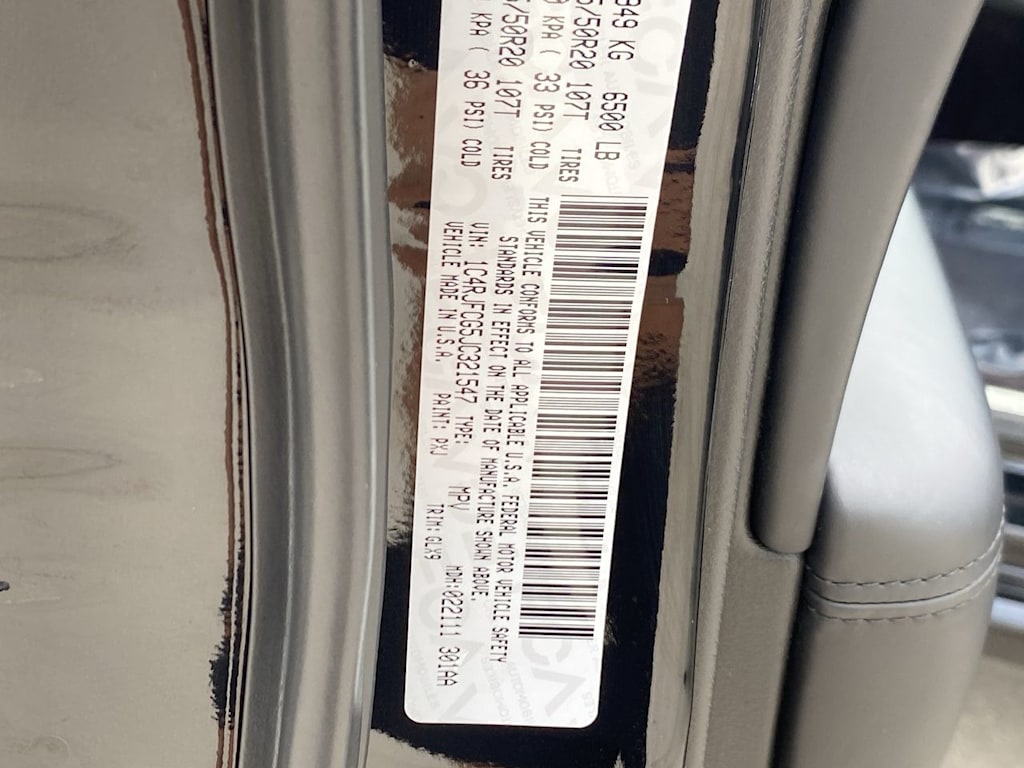 949 KG 6500 LB
/50R20 107T TIRES
KPA ( 33 PSI) COLD
/50R20 107T TIRES
KPA ( 36 PSI) COLD
THIS VEHICLE CONFORMS TO ALL APPLICABLE U.S.A. FEDERAL MOTOR VEHICLE SAFETY
STANDARDS IN EFFECT ON THE DATE OF MANUFACTURE SHOWN ABOVE.
VIN: 1C4RJFCG5JC321547 TYPE: MPV MDH:022111 301AA
VEHICLE MADE IN U.S.A. PAINT: PXJ TRIM:GLX9